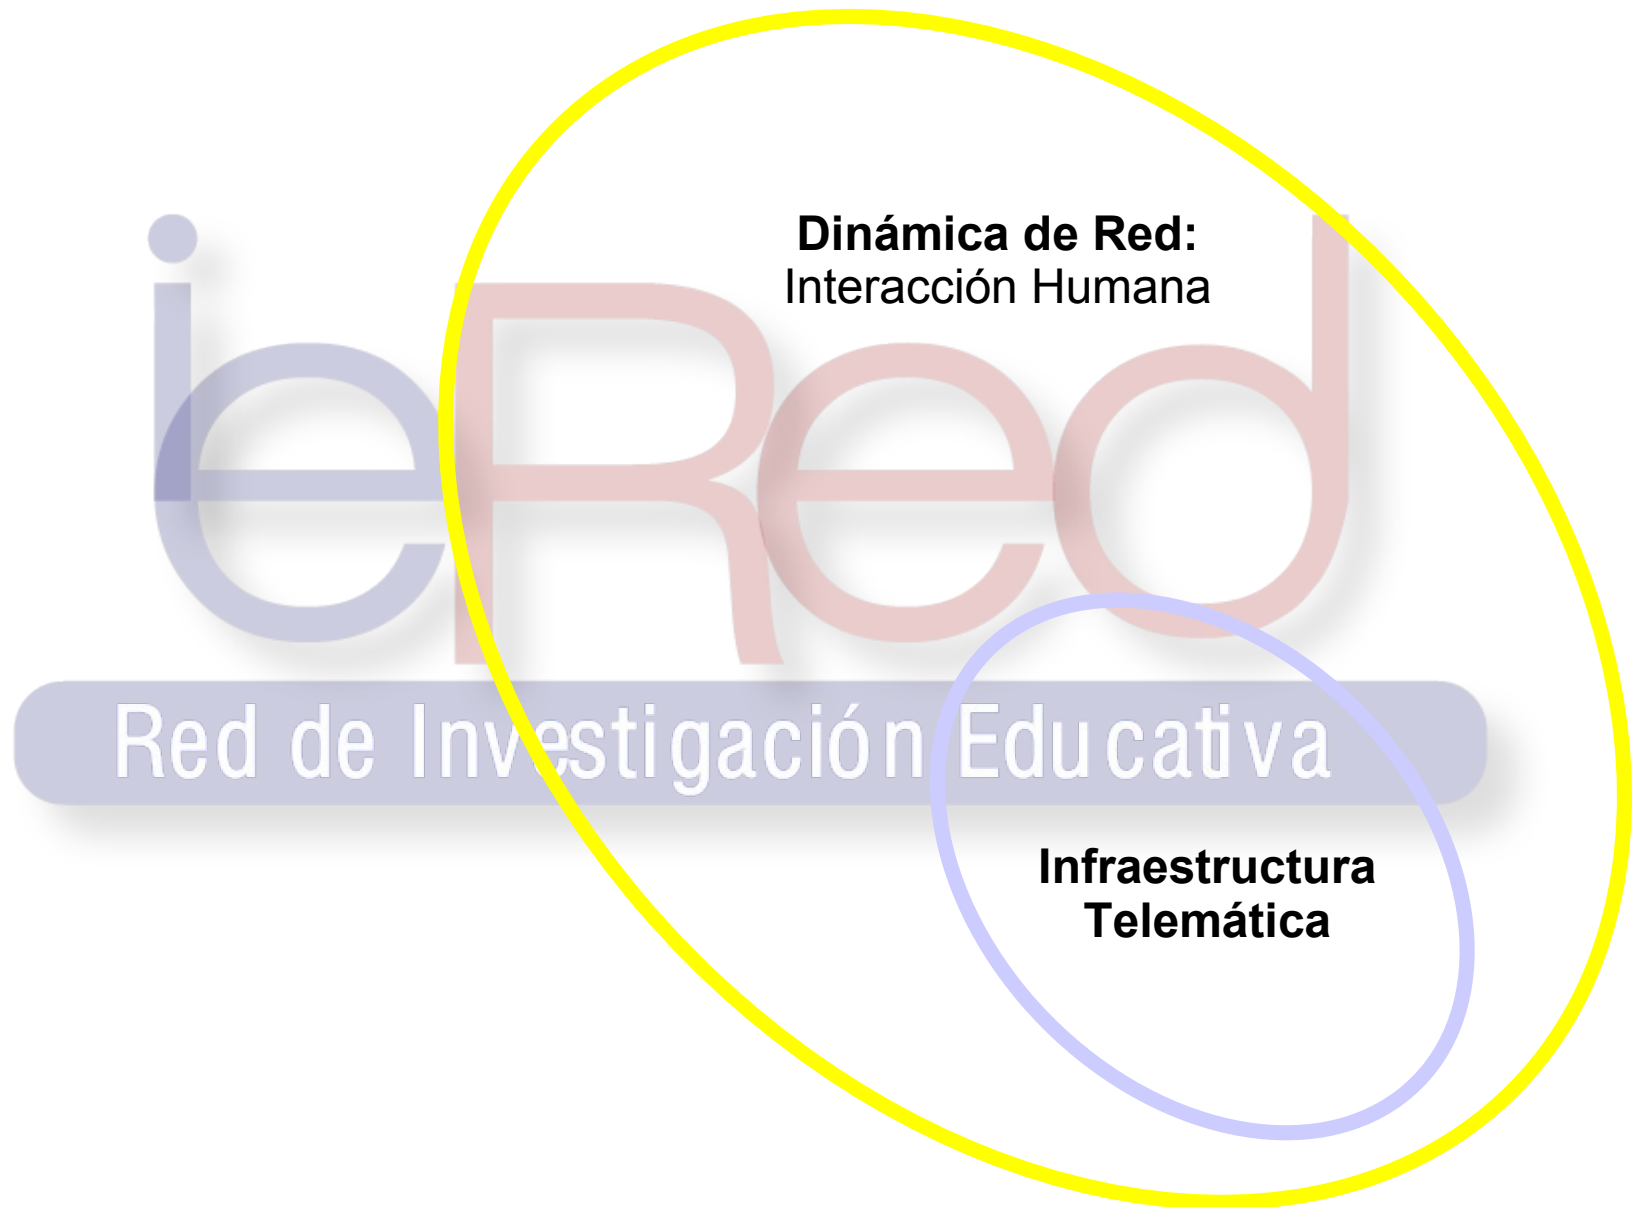 Dinámica de Red:
Interacción Humana
ieRed
Red de Investigación Educativa
Infraestructura
Telemática